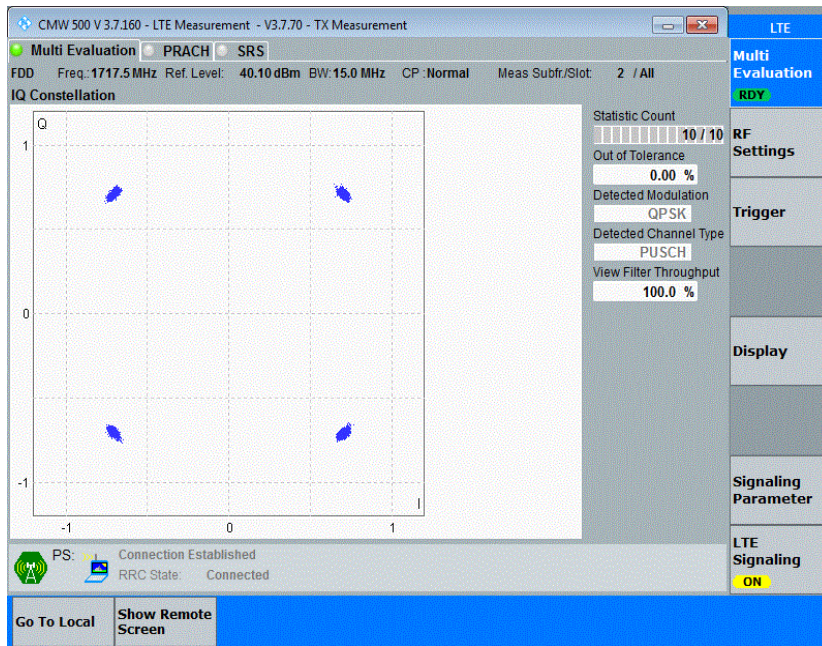 CMW 500 V 3.7.160 - LTE Measurement - V3.7.70 - TX Measurement
LTE
Multi Evaluation PRACH SRS
FDD Freq.:1717.5 MHz Ref. Level: 40.10 dBm BW:15.0 MHz CP :Normal Meas Subfr./Slot: 2 / All
IQ Constellation
Q
1
0
-1
I
-1 0 1
Statistic Count
10 / 10
Out of Tolerance
0.00 %
Detected Modulation
QPSK
Detected Channel Type
PUSCH
View Filter Throughput
100.0 %
Multi
Evaluation
RDY
RF
Settings
Trigger
Display
Signaling
Parameter
LTE
Signaling
ON
PS: Connection Established
RRC State: Connected
Go To Local
Show Remote
Screen